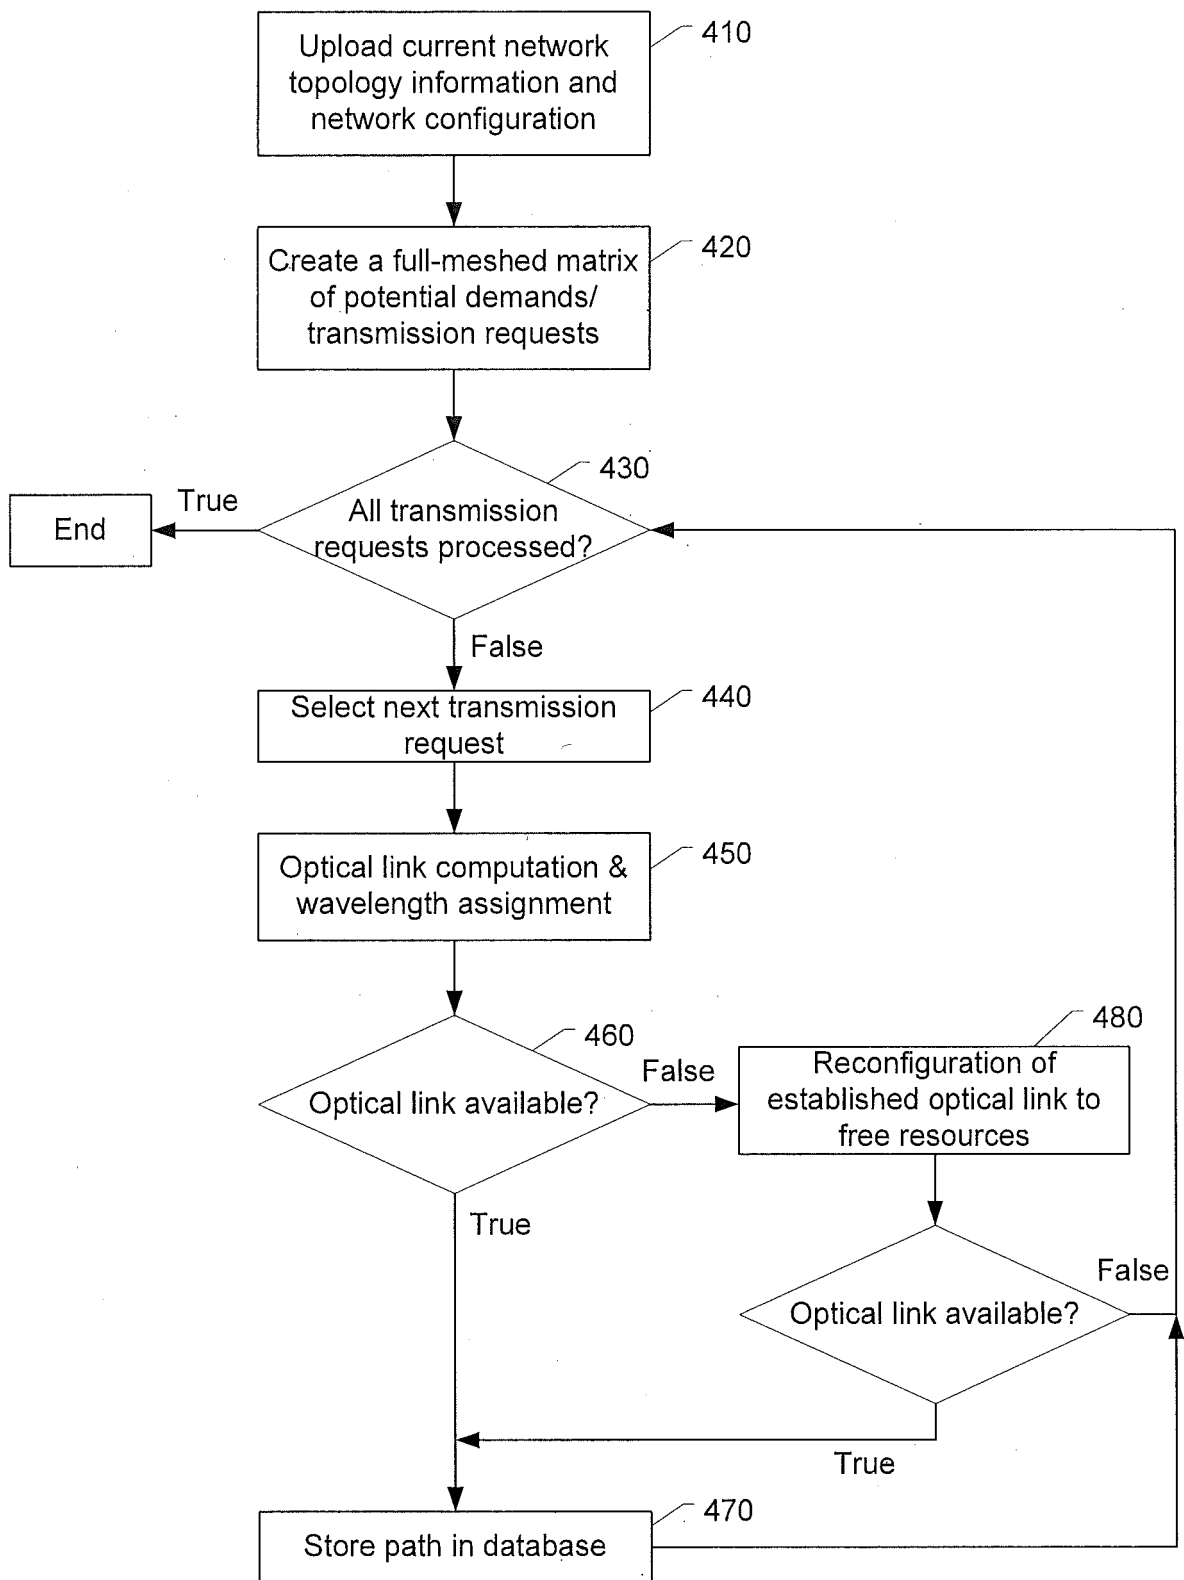 Upload current network
topology information and
network configuration
410
Create a full-meshed matrix
of potential demands/
transmission requests
420
430
All transmission
requests processed?
True
End
False
Select next transmission
request
440
Optical link computation &
wavelength assignment
450
460
Optical link available?
False
480
Reconfiguration of
established optical link to
free resources
True
Optical link available?
False
True
Store path in database
470